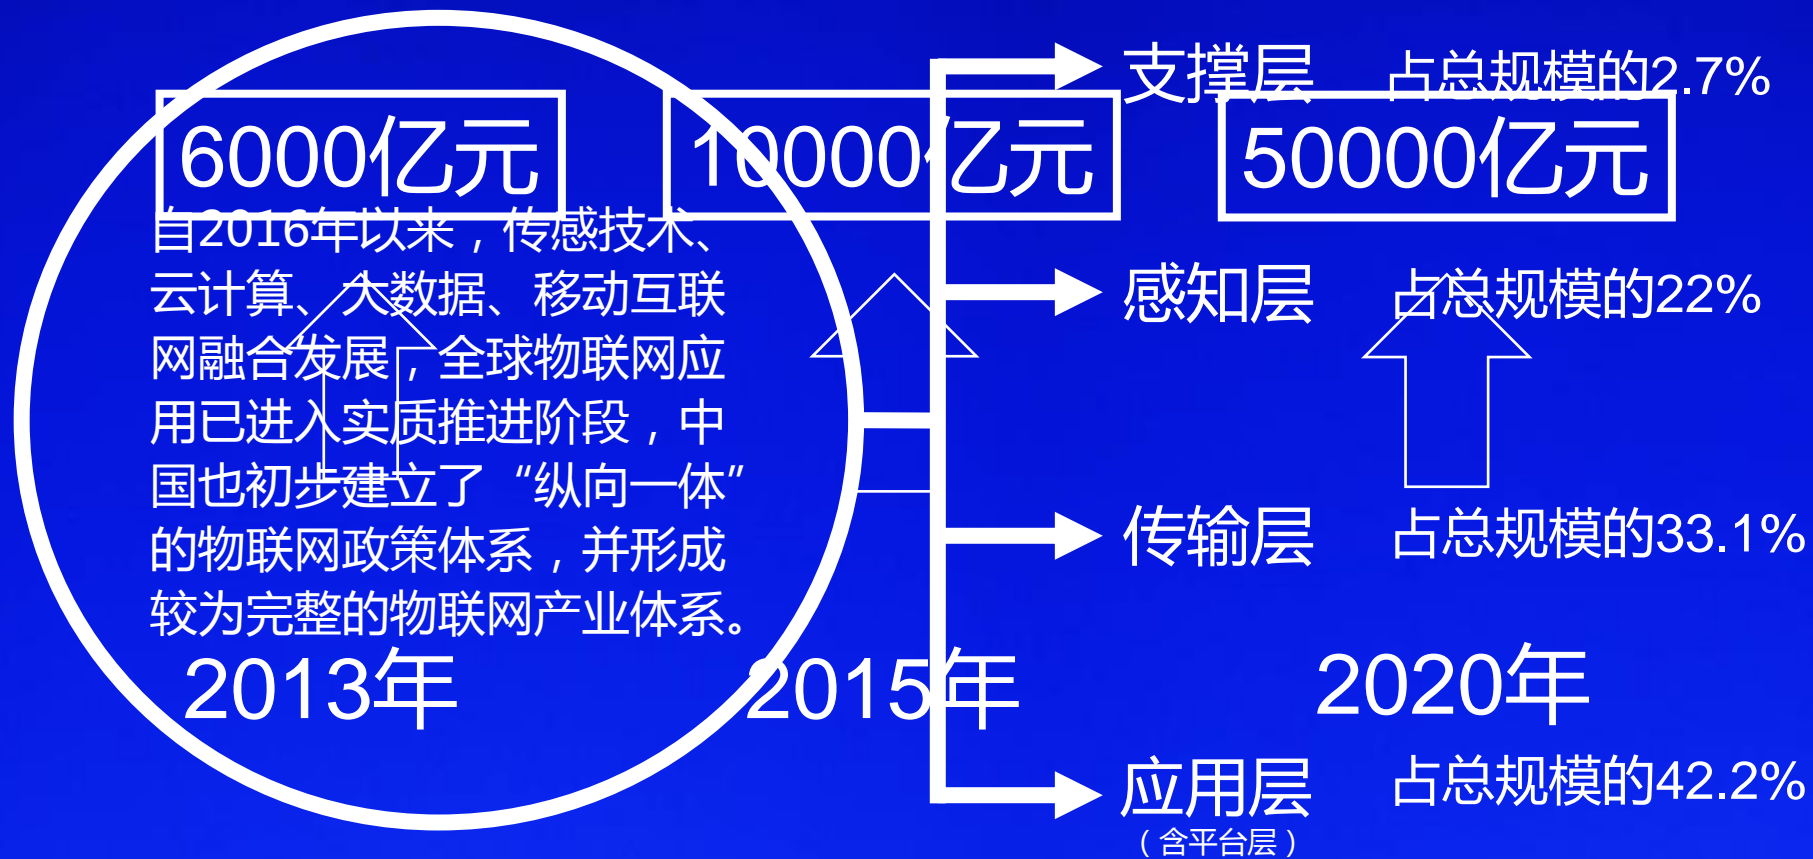 支撑层 占总规模的2.7%
6000亿元 10000亿元 50000亿元
自2016年以来，传感技术、
云计算、大数据、移动互联
网融合发展，全球物联网应
用已进入实质推进阶段，中
国也初步建立了“纵向一体”
的物联网政策体系，并形成
较为完整的物联网产业体系。
感知层 占总规模的22%
传输层 占总规模的33.1%
2013年 2015年 2020年
应用层 占总规模的42.2%
（含平台层）